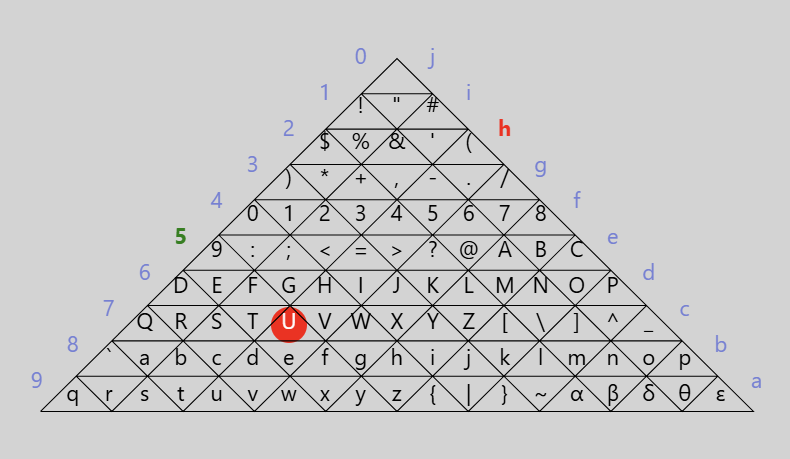 0 j
1 i
! " #
2 h
$ % & ' (
3 g
) * + , - . /
4 f
0 1 2 3 4 5 6 7 8
5 e
9 : ; < = > ? @ A B C
6 d
D E F G H I J K L M N O P
7 c
Q R S T U V W X Y Z [ \ ] ^ _
8 b
` a b c d e f g h i j k l m n o p
9 a
q r s t u v w x y z { | } ~ α β δ θ ε